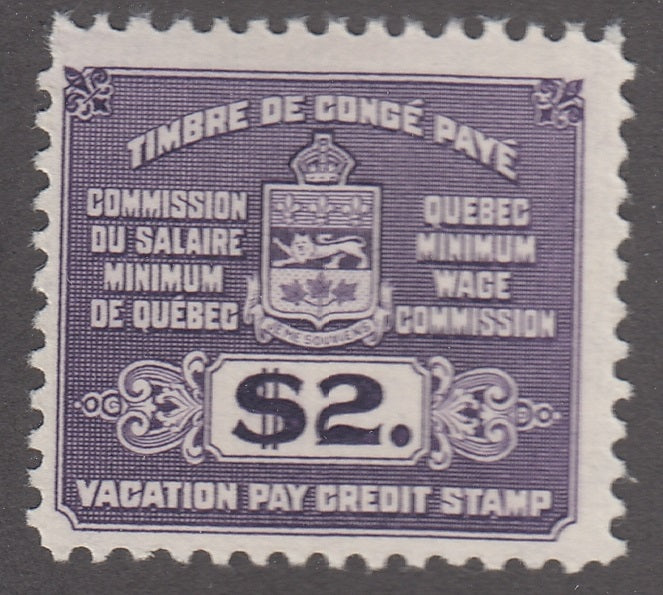 TIMBRE DE CONGÉ PAYÉ
COMMISSION
DU SALAIRE
MINIMUM
DE QUÉBEC
QUEBEC
MINIMUM
WAGE
COMMISSION
JE ME SOUVIENS
$2.
VACATION PAY CREDIT STAMP